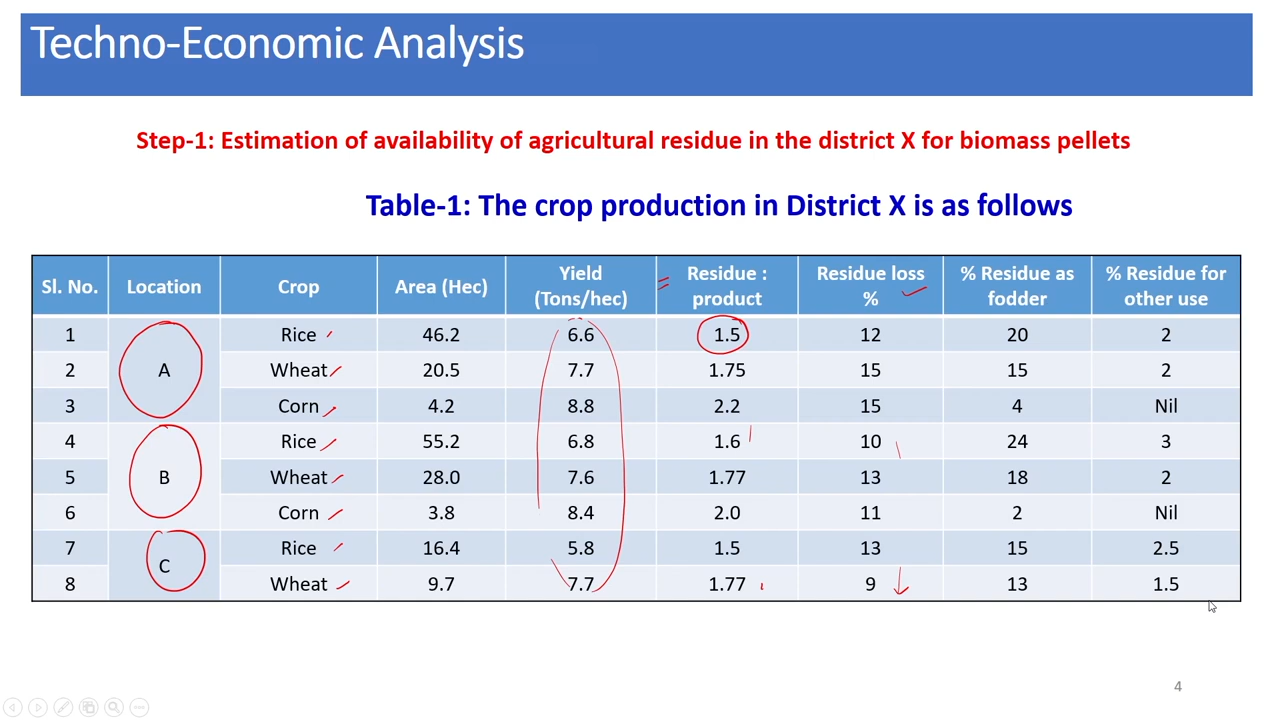 Techno-Economic Analysis
Step-1: Estimation of availability of agricultural residue in the district X for biomass pellets
Table-1: The crop production in District X is as follows
Sl. No. Location Crop Area (Hec) Yield (Tons/hec) Residue : product Residue loss % % Residue as fodder % Residue for other use
1 A Rice 46.2 6.6 1.5 12 20 2
2 Wheat 20.5 7.7 1.75 15 15 2
3 Corn 4.2 8.8 2.2 15 4 Nil
4 B Rice 55.2 6.8 1.6 10 24 3
5 Wheat 28.0 7.6 1.77 13 18 2
6 Corn 3.8 8.4 2.0 11 2 Nil
7 C Rice 16.4 5.8 1.5 13 15 2.5
8 Wheat 9.7 7.7 1.77 9 13 1.5
4